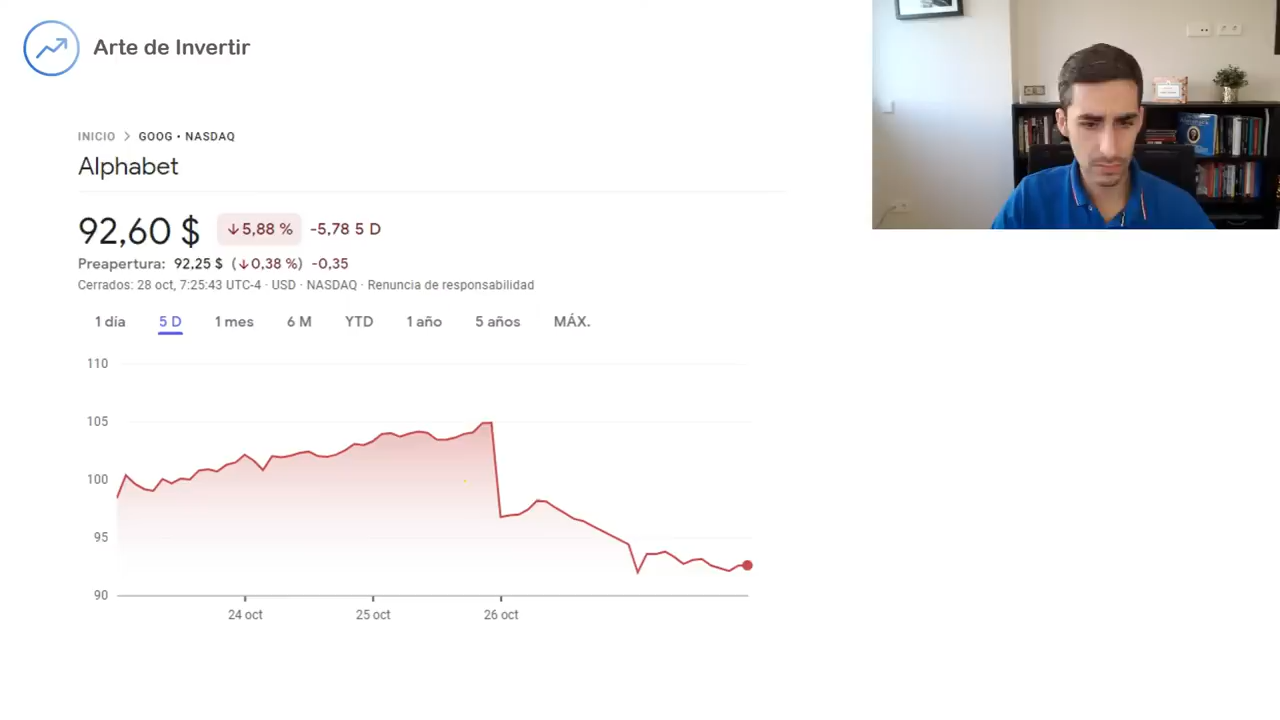 Arte de Invertir
INICIO > GOOG • NASDAQ
Alphabet
92,60 $ ↓5,88 % -5,78 5 D
Preapertura: 92,25 $ (↓0,38 %) -0,35
Cerrados: 28 oct, 7:25:43 UTC-4 · USD · NASDAQ · Renuncia de responsabilidad
1 día 5 D 1 mes 6 M YTD 1 año 5 años MÁX.
110
105
100
95
90
24 oct 25 oct 26 oct